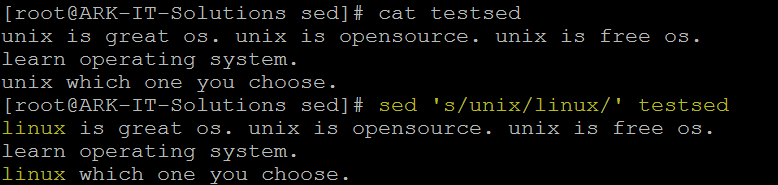 [root@ARK-IT-Solutions sed]# cat testsed
unix is great os. unix is opensource. unix is free os.
learn operating system.
unix which one you choose.
[root@ARK-IT-Solutions sed]# sed 's/unix/linux/' testsed
linux is great os. unix is opensource. unix is free os.
learn operating system.
linux which one you choose.